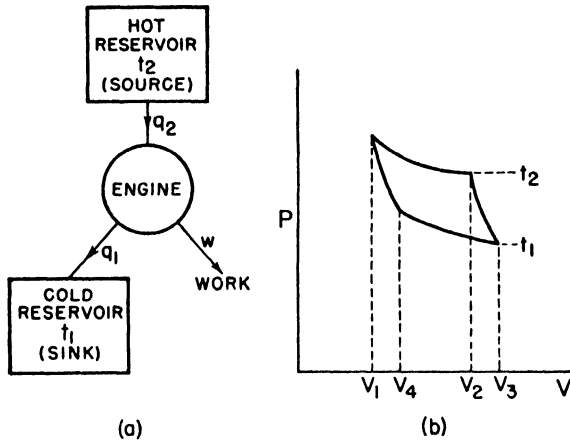 HOT
RESERVOIR
t2
(SOURCE)
q2
ENGINE
q1
w
WORK
COLD
RESERVOIR
t1
(SINK)
(a)
P
t2
t1
V1 V4 V2 V3 V
(b)